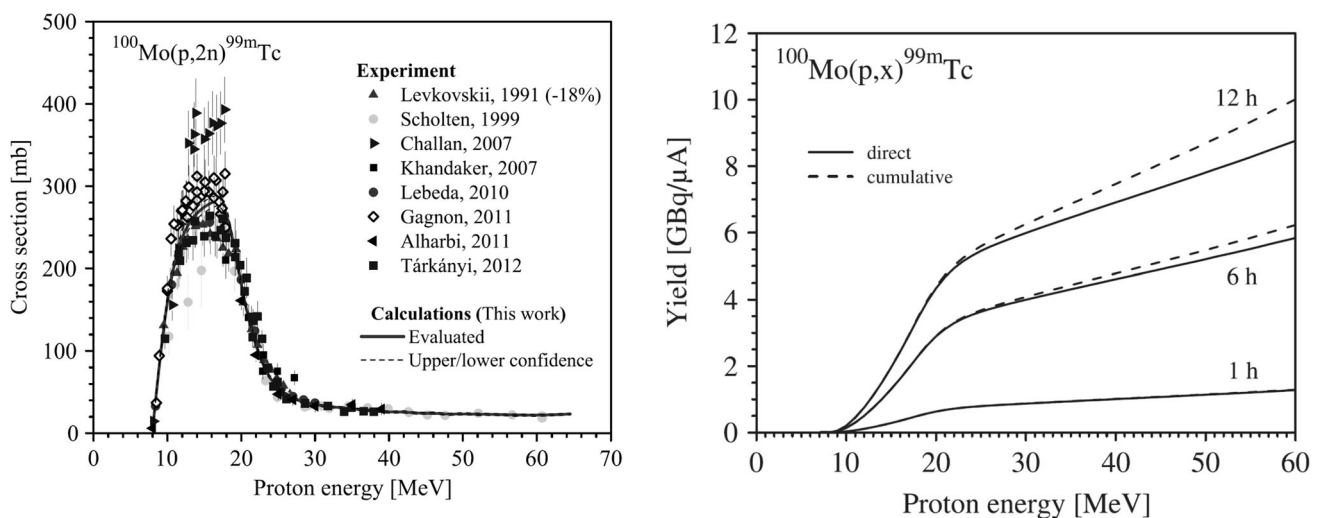 500
400
300
200
100
0
Cross section [mb]
¹⁰⁰Mo(p,2n)⁹⁹ᵐTc
Experiment
Levkovskii, 1991 (-18%)
Scholten, 1999
Challan, 2007
Khandaker, 2007
Lebeda, 2010
Gagnon, 2011
Alharbi, 2011
Tárkányi, 2012
Calculations (This work)
Evaluated
Upper/lower confidence
0 10 20 30 40 50 60 70
Proton energy [MeV]
12
10
8
6
4
2
0
Yield [GBq/μA]
¹⁰⁰Mo(p,x)⁹⁹ᵐTc
direct
cumulative
12 h
6 h
1 h
0 10 20 30 40 50 60
Proton energy [MeV]